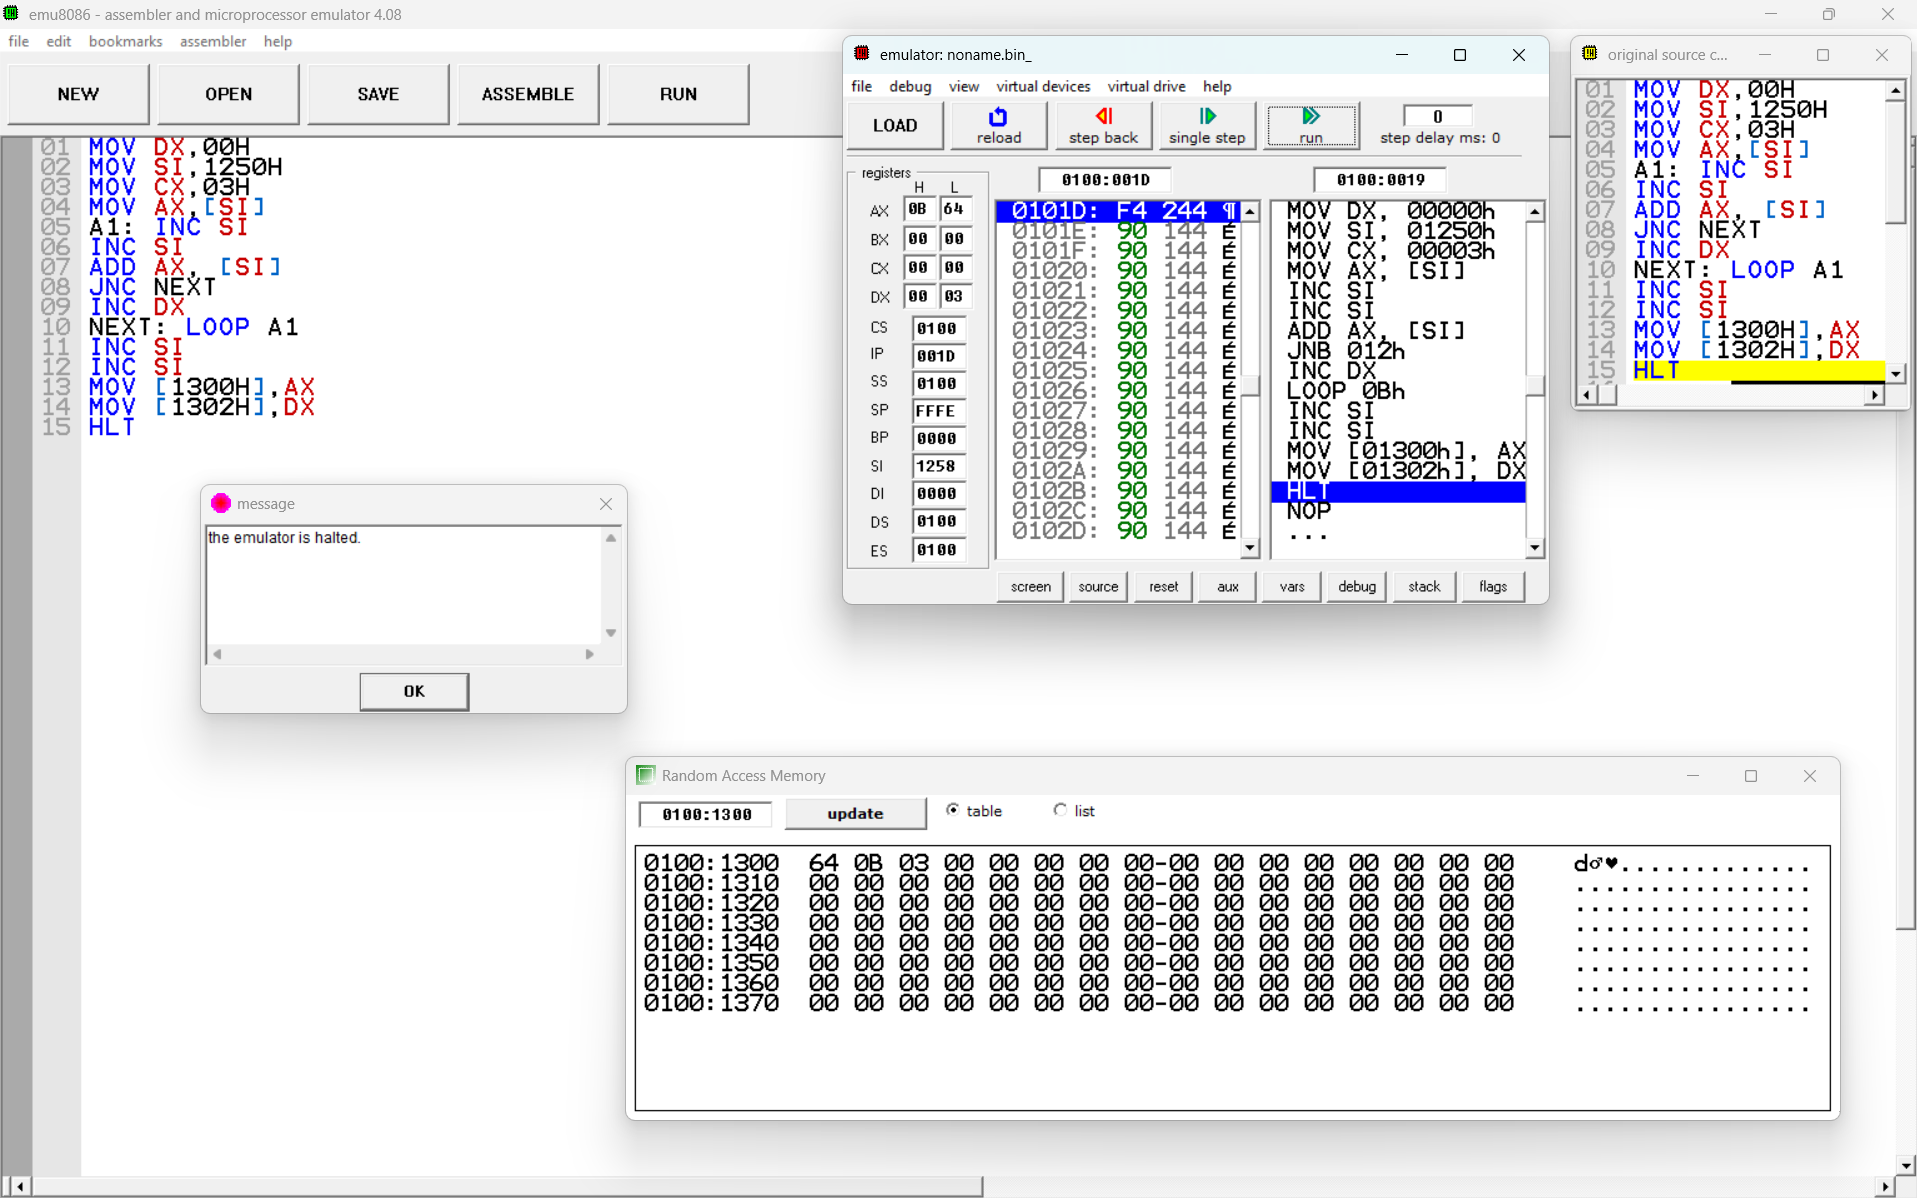 emu8086 - assembler and microprocessor emulator 4.08
file edit bookmarks assembler help
NEW OPEN SAVE ASSEMBLE RUN
01 MOV DX,00H
02 MOV SI,1250H
03 MOV CX,03H
04 MOV AX,[SI]
05 A1: INC SI
06 INC SI
07 ADD AX, [SI]
08 JNC NEXT
09 INC DX
10 NEXT: LOOP A1
11 INC SI
12 INC SI
13 MOV [1300H],AX
14 MOV [1302H],DX
15 HLT
message
the emulator is halted.
OK
emulator: noname.bin_
file debug view virtual devices virtual drive help
LOAD reload step back single step run 0
step delay ms: 0
registers
H L
AX 0B 64
BX 00 00
CX 00 00
DX 00 03
CS 0100
IP 001D
SS 0100
SP FFFE
BP 0000
SI 1258
DI 0000
DS 0100
ES 0100
0100:001D
0101D: F4 244 ¶
0101E: 90 144 É
0101F: 90 144 É
01020: 90 144 É
01021: 90 144 É
01022: 90 144 É
01023: 90 144 É
01024: 90 144 É
01025: 90 144 É
01026: 90 144 É
01027: 90 144 É
01028: 90 144 É
01029: 90 144 É
0102A: 90 144 É
0102B: 90 144 É
0102C: 90 144 É
0102D: 90 144 É
0100:0019
MOV DX, 00000h
MOV SI, 01250h
MOV CX, 00003h
MOV AX, [SI]
INC SI
INC SI
ADD AX, [SI]
JNB 012h
INC DX
LOOP 0Bh
INC SI
INC SI
MOV [01300h], AX
MOV [01302h], DX
HLT
NOP
...
screen source reset aux vars debug stack flags
original source c...
01 MOV DX,00H
02 MOV SI,1250H
03 MOV CX,03H
04 MOV AX,[SI]
05 A1: INC SI
06 INC SI
07 ADD AX, [SI]
08 JNC NEXT
09 INC DX
10 NEXT: LOOP A1
11 INC SI
12 INC SI
13 MOV [1300H],AX
14 MOV [1302H],DX
15 HLT
Random Access Memory
0100:1300 update table list
0100:1300 64 0B 03 00 00 00 00 00-00 00 00 00 00 00 00 00 d♂♥.............
0100:1310 00 00 00 00 00 00 00 00-00 00 00 00 00 00 00 00 ................
0100:1320 00 00 00 00 00 00 00 00-00 00 00 00 00 00 00 00 ................
0100:1330 00 00 00 00 00 00 00 00-00 00 00 00 00 00 00 00 ................
0100:1340 00 00 00 00 00 00 00 00-00 00 00 00 00 00 00 00 ................
0100:1350 00 00 00 00 00 00 00 00-00 00 00 00 00 00 00 00 ................
0100:1360 00 00 00 00 00 00 00 00-00 00 00 00 00 00 00 00 ................
0100:1370 00 00 00 00 00 00 00 00-00 00 00 00 00 00 00 00 ................